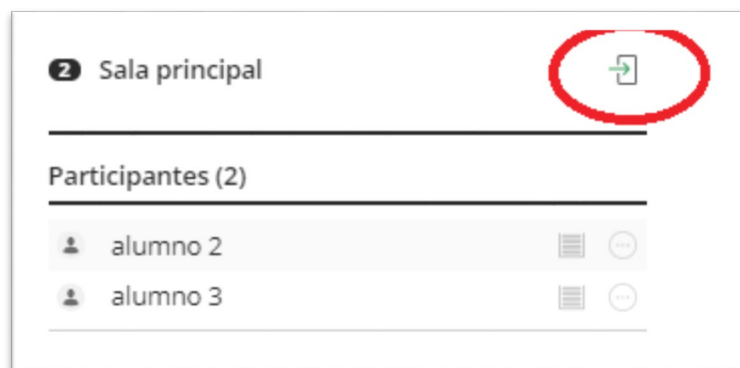 2 Sala principal
Participantes (2)
alumno 2
alumno 3